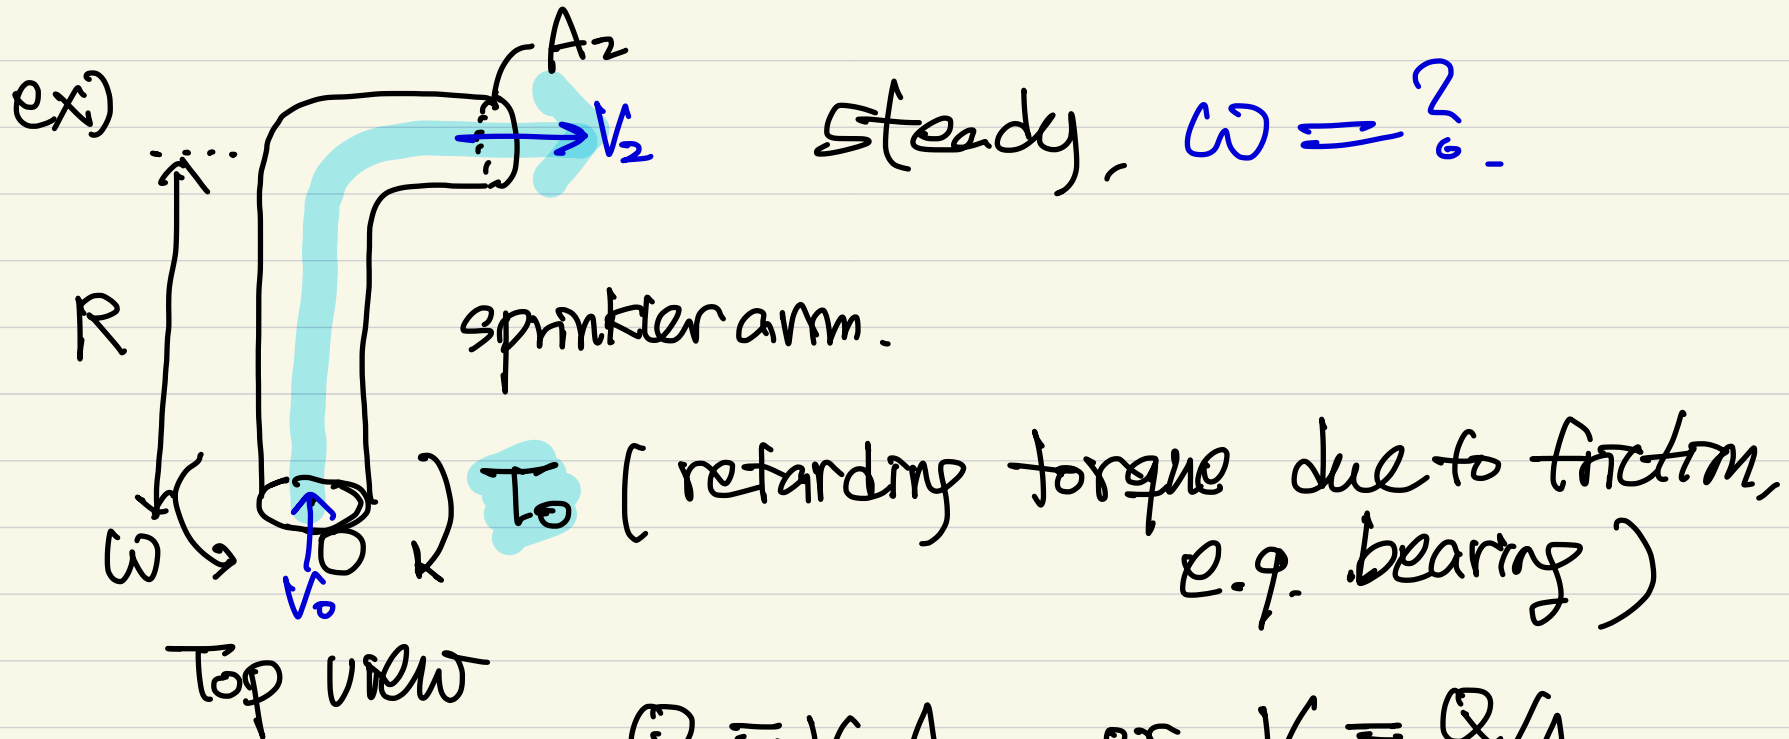 ex)
A2
V2
steady, ω = ?.
R
sprinkler arm.
ω
O
V0
T0 (retarding torque due to friction,
e.g. bearing)
Top view